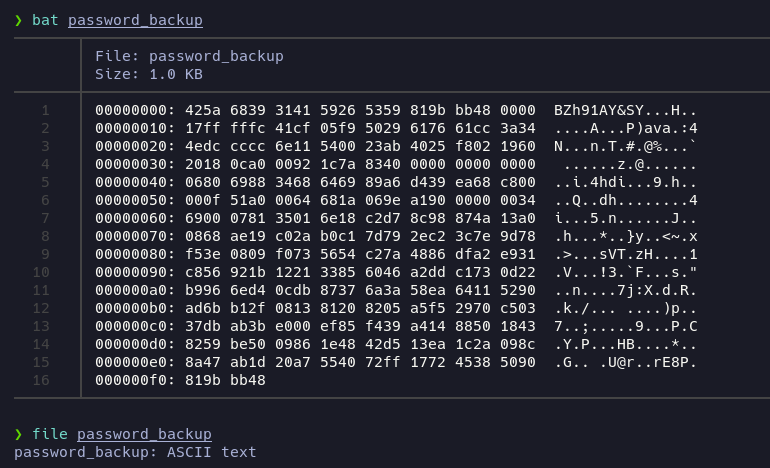 ❯ bat password_backup
File: password_backup
Size: 1.0 KB
1 00000000: 425a 6839 3141 5926 5359 819b bb48 0000  BZh91AY&SY...H..
2 00000010: 17ff fffc 41cf 05f9 5029 6176 61cc 3a34  ....A...P)ava.:4
3 00000020: 4edc cccc 6e11 5400 23ab 4025 f802 1960  N...n.T.#.@%...`
4 00000030: 2018 0ca0 0092 1c7a 8340 0000 0000 0000   ......z.@......
5 00000040: 0680 6988 3468 6469 89a6 d439 ea68 c800  ..i.4hdi...9.h..
6 00000050: 000f 51a0 0064 681a 069e a190 0000 0034  ..Q..dh........4
7 00000060: 6900 0781 3501 6e18 c2d7 8c98 874a 13a0  i...5.n......J..
8 00000070: 0868 ae19 c02a b0c1 7d79 2ec2 3c7e 9d78  .h...*..}y..<~.x
9 00000080: f53e 0809 f073 5654 c27a 4886 dfa2 e931  .>...sVT.zH....1
10 00000090: c856 921b 1221 3385 6046 a2dd c173 0d22  .V...!3.`F...s."
11 000000a0: b996 6ed4 0cdb 8737 6a3a 58ea 6411 5290  ..n....7j:X.d.R.
12 000000b0: ad6b b12f 0813 8120 8205 a5f5 2970 c503  .k./... ....)p..
13 000000c0: 37db ab3b e000 ef85 f439 a414 8850 1843  7..;.....9...P.C
14 000000d0: 8259 be50 0986 1e48 42d5 13ea 1c2a 098c  .Y.P...HB....*..
15 000000e0: 8a47 ab1d 20a7 5540 72ff 1772 4538 5090  .G.. .U@r..rE8P.
16 000000f0: 819b bb48
❯ file password_backup
password_backup: ASCII text